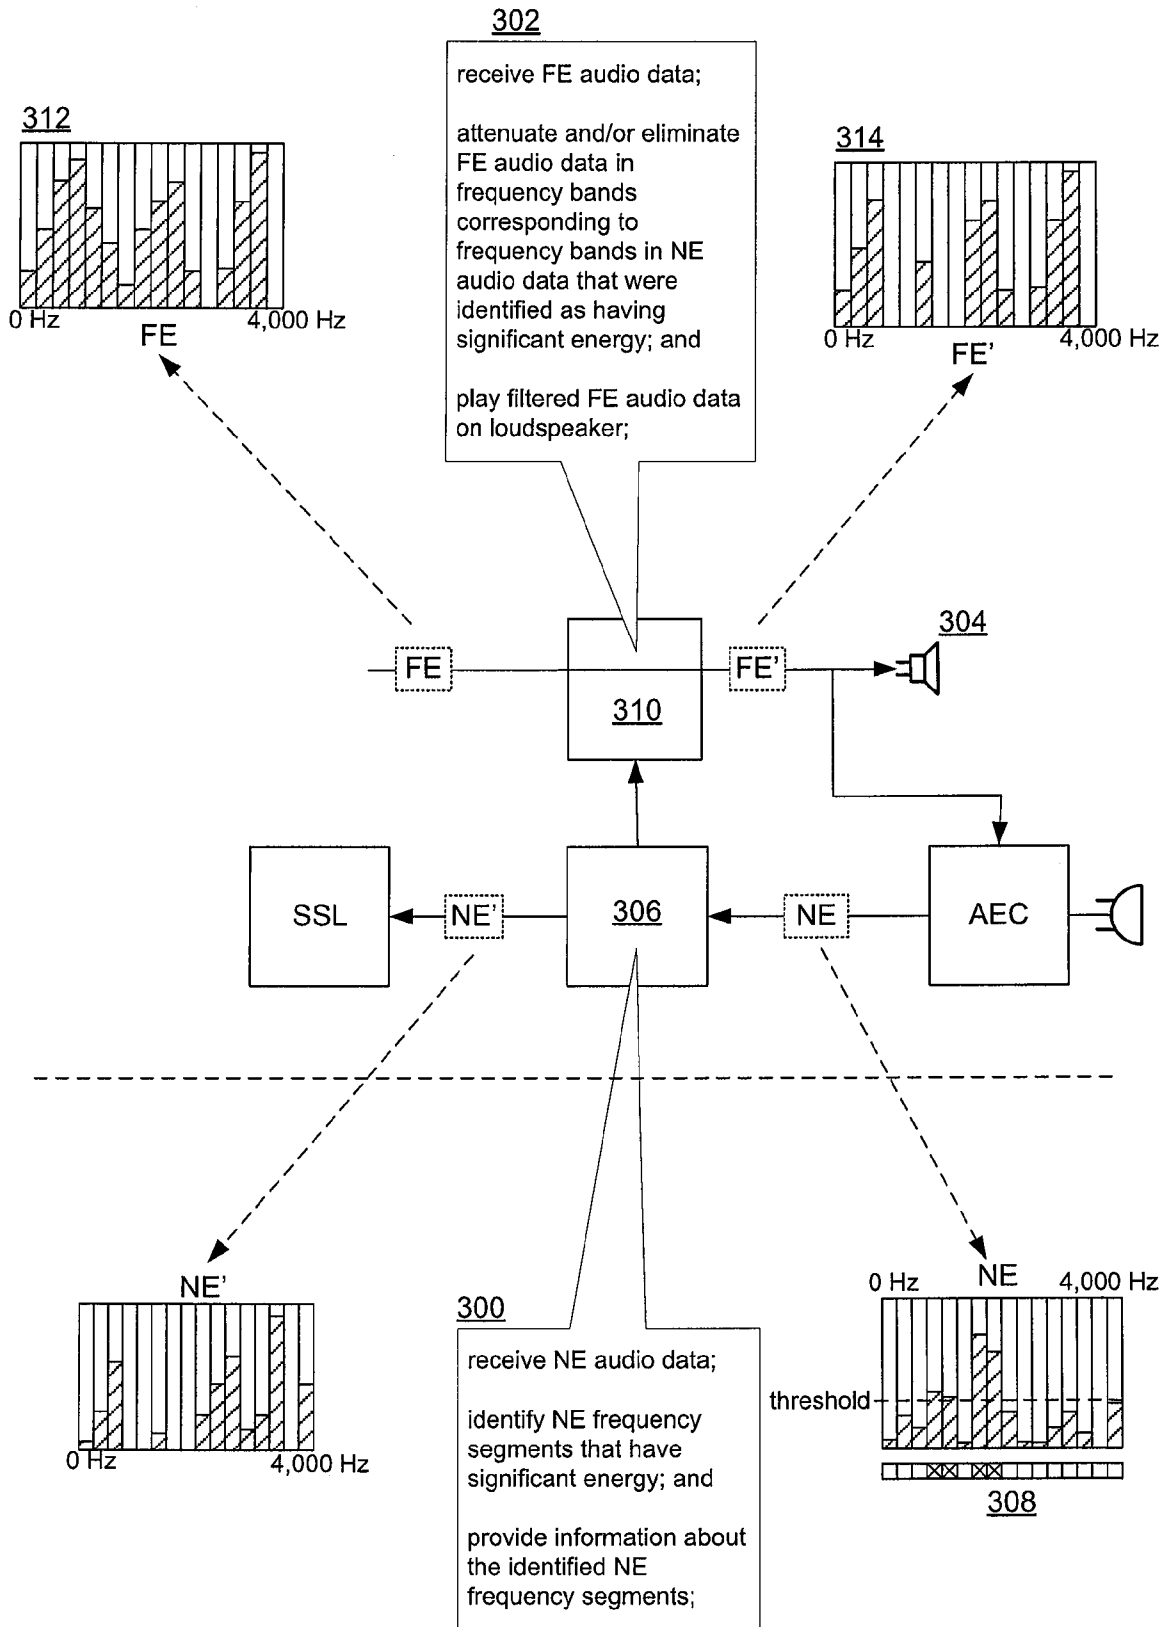 302
receive FE audio data;
attenuate and/or eliminate
FE audio data in
frequency bands
corresponding to
frequency bands in NE
audio data that were
identified as having
significant energy; and
play filtered FE audio data
on loudspeaker;
312
0 Hz
4,000 Hz
FE
314
0 Hz
4,000 Hz
FE'
FE
FE'
304
310
SSL
NE'
306
NE
AEC
NE'
0 Hz
4,000 Hz
300
receive NE audio data;
identify NE frequency
segments that have
significant energy; and
provide information about
the identified NE
frequency segments;
0 Hz
NE
4,000 Hz
threshold
308